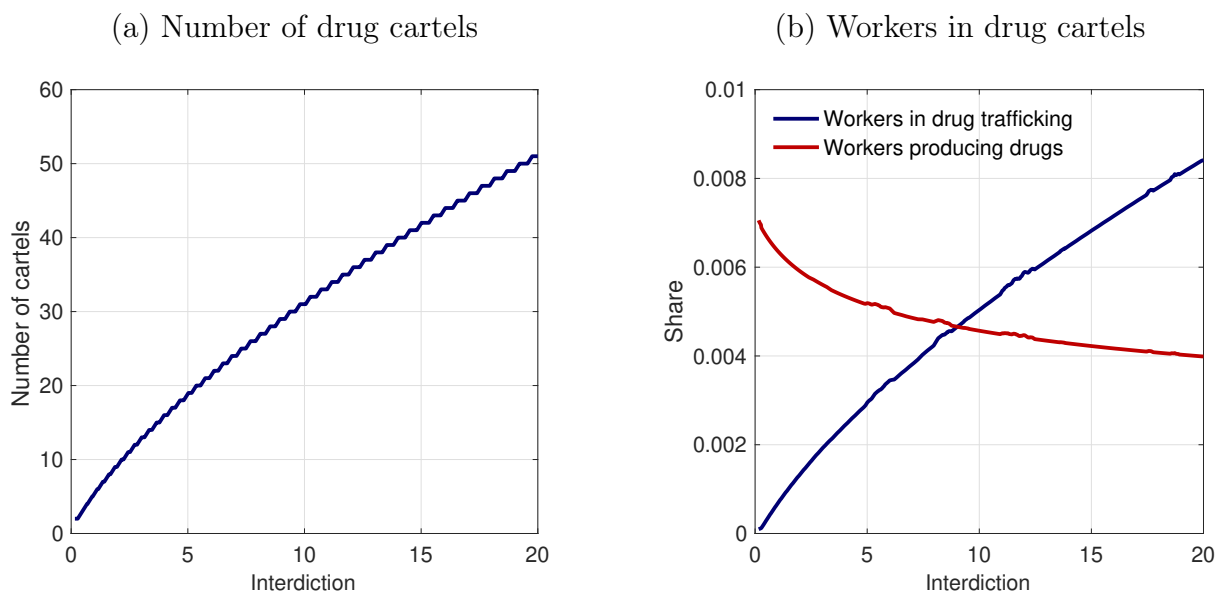 (a) Number of drug cartels
60
50
40
30
20
10
0
Number of cartels
0 5 10 15 20
Interdiction
(b) Workers in drug cartels
0.01
0.008
0.006
0.004
0.002
0
Share
Workers in drug trafficking
Workers producing drugs
0 5 10 15 20
Interdiction